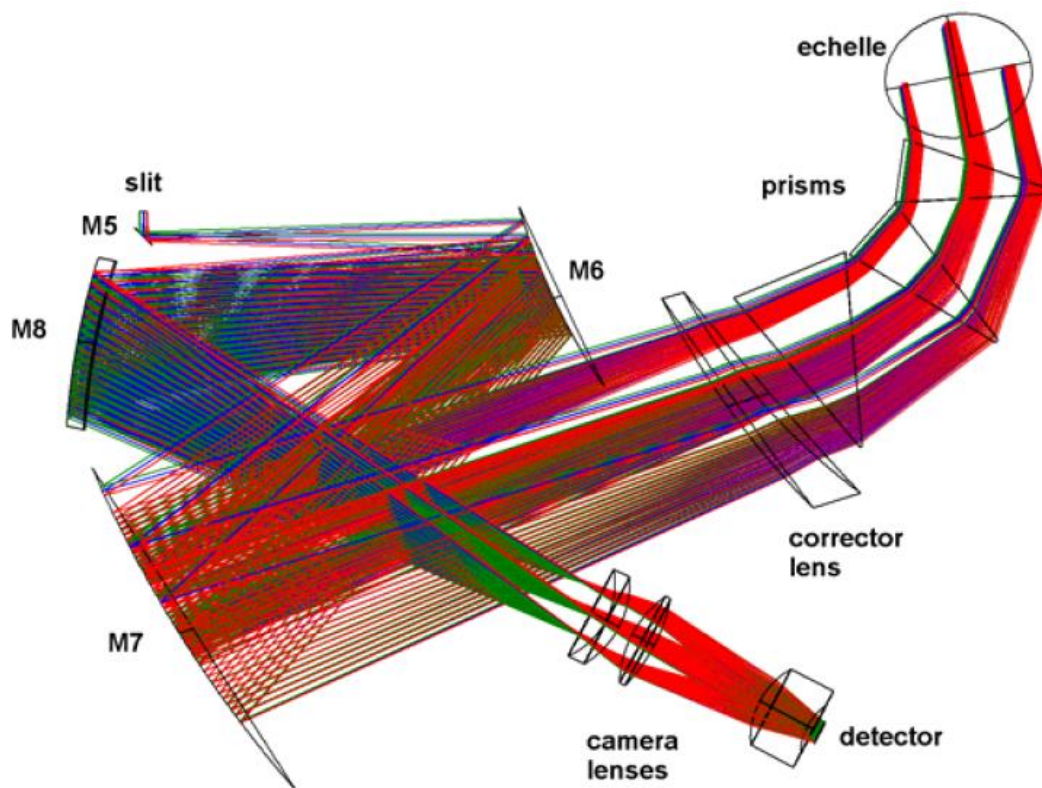 echelle
slit
prisms
M5
M6
M8
corrector
lens
M7
camera
lenses
detector